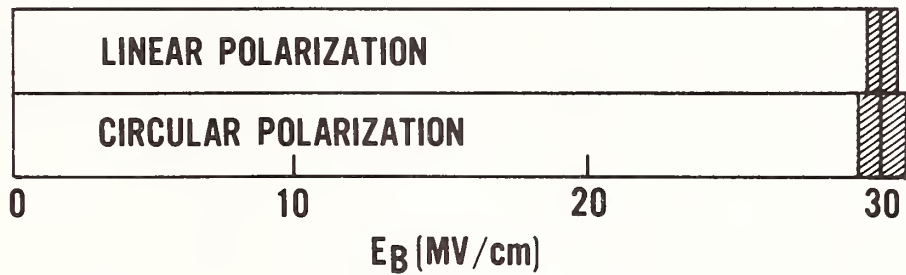 LINEAR POLARIZATION
CIRCULAR POLARIZATION
0 10 20 30
EB (MV/cm)